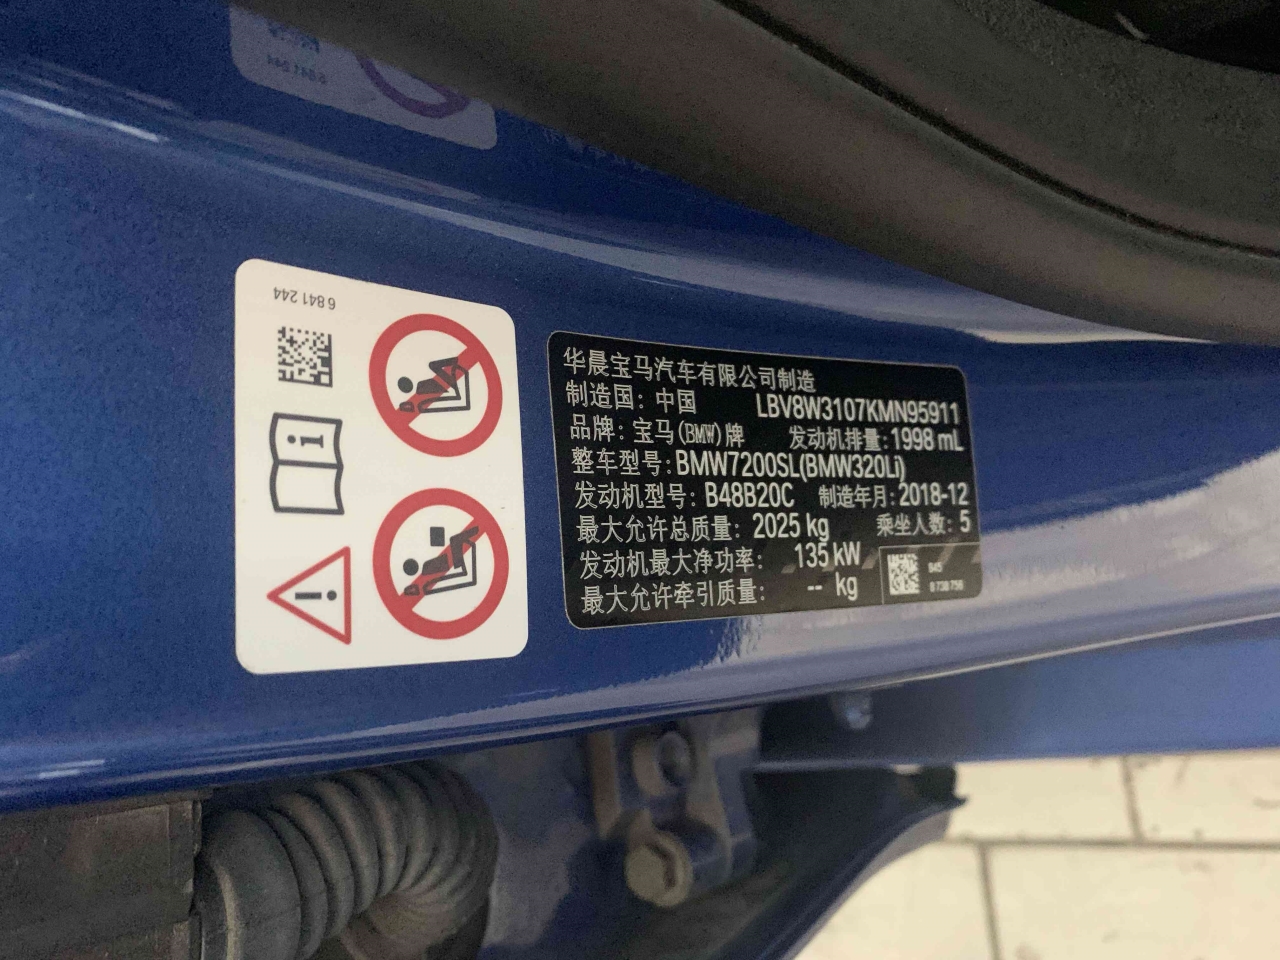 6 841 244
华晨宝马汽车有限公司制造
制造国：中国 LBV8W3107KMN95911
品牌：宝马(BMW)牌 发动机排量：1998 mL
整车型号：BMW7200SL(BMW320Li)
发动机型号：B48B20C 制造年月：2018-12
最大允许总质量：2025 kg 乘坐人数：5
发动机最大净功率：135 kW
最大允许牵引质量：-- kg